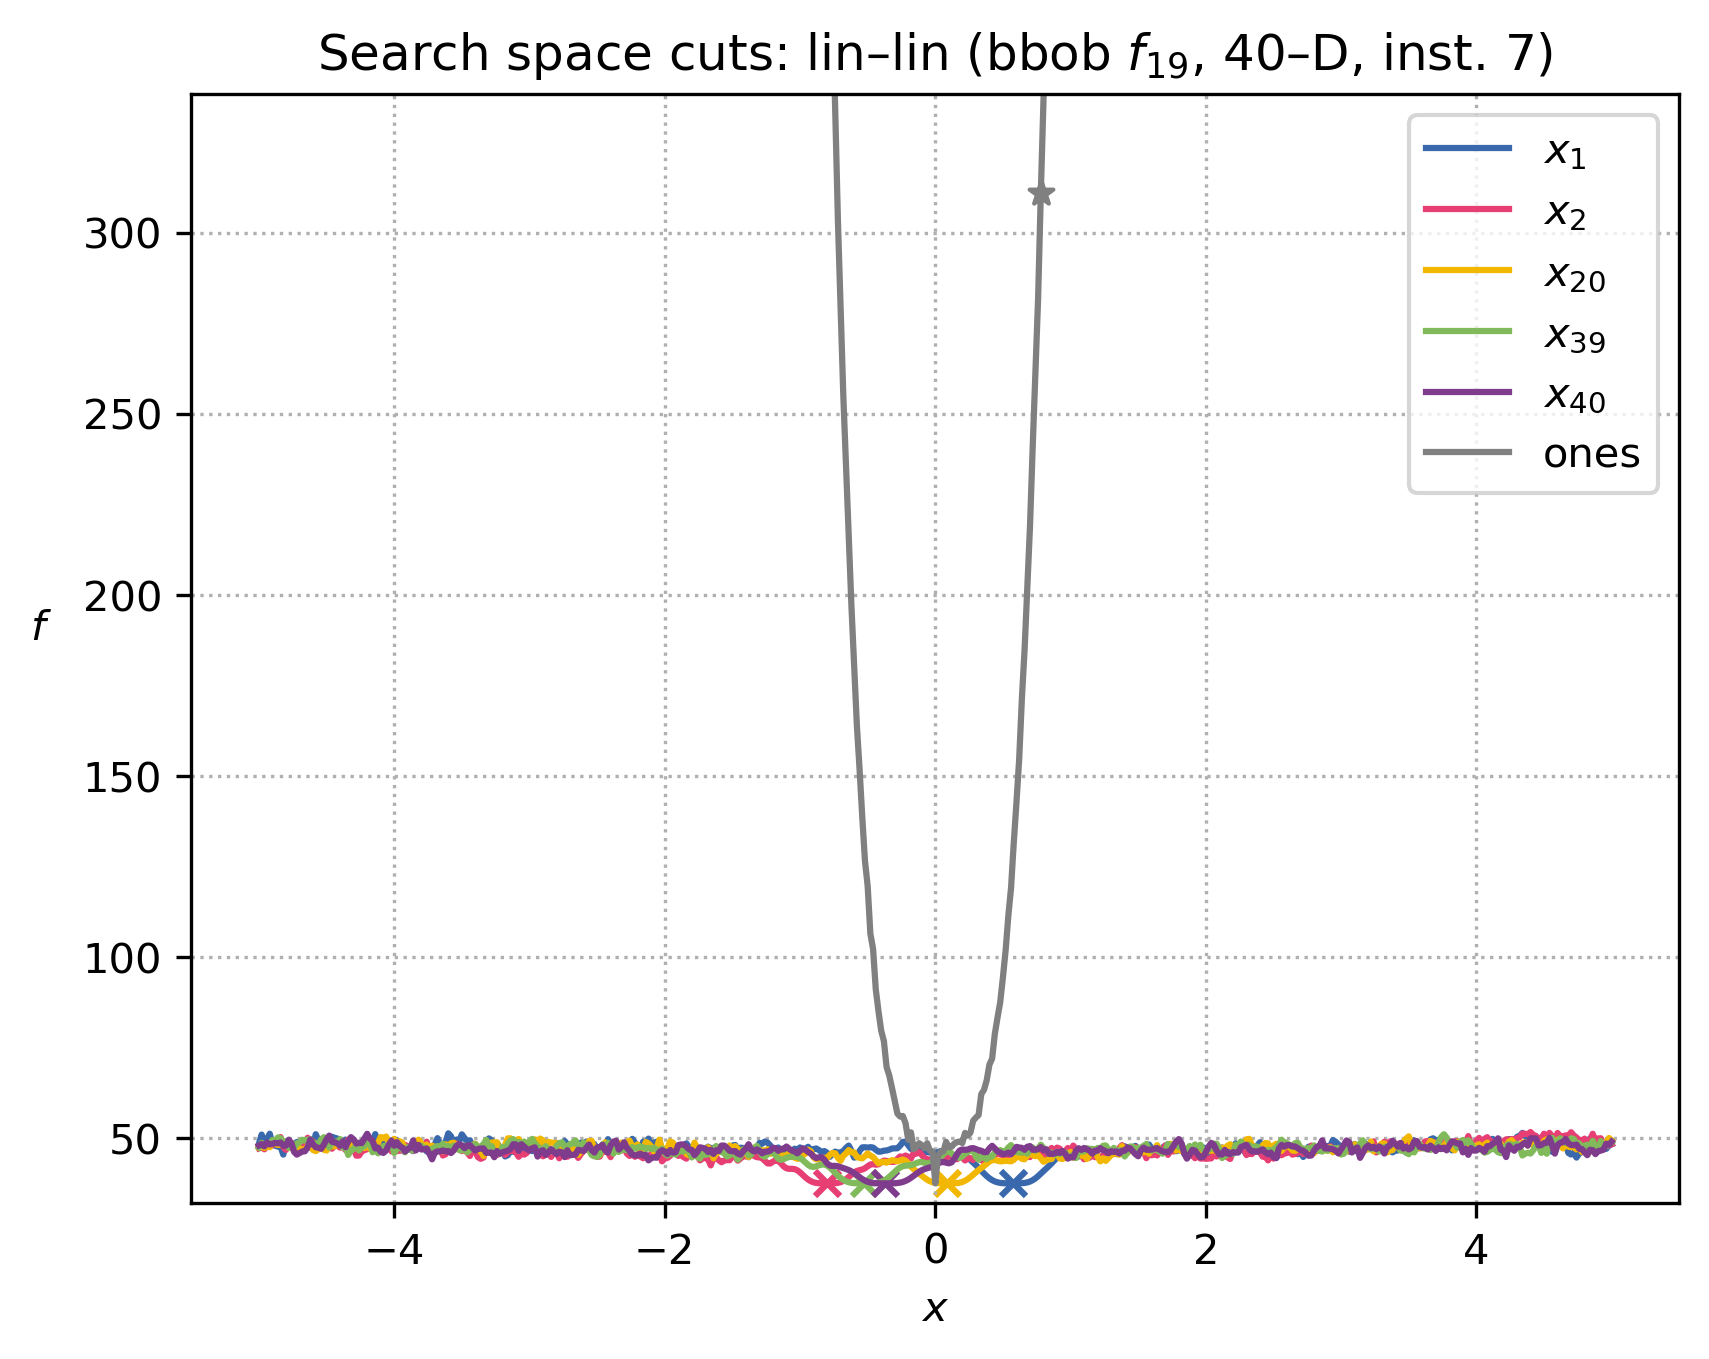 Search space cuts: lin–lin (bbob f₁₉, 40–D, inst. 7)
x₁
x₂
x₂₀
x₃₉
x₄₀
ones
300
250
200
150
100
50
f
−4
−2
0
2
4
x